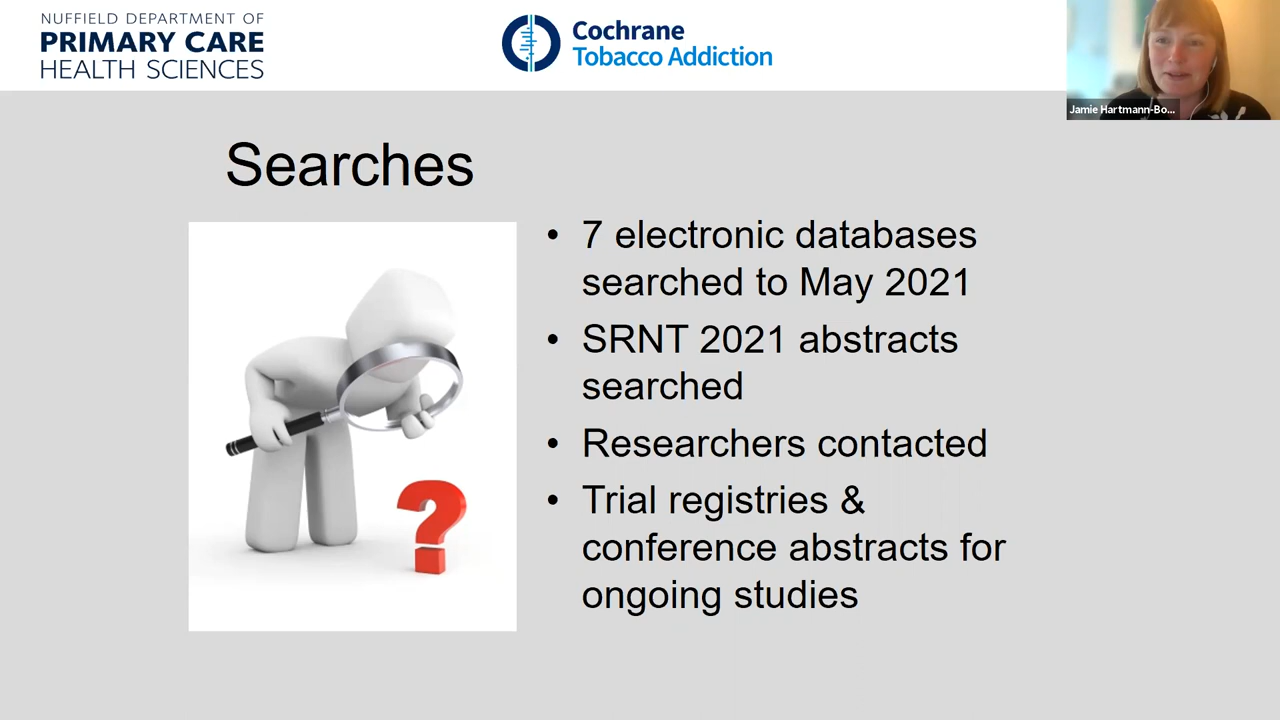 NUFFIELD DEPARTMENT OF
PRIMARY CARE
HEALTH SCIENCES
Cochrane
Tobacco Addiction
Jamie Hartmann-Bo...
Searches
• 7 electronic databases
searched to May 2021
• SRNT 2021 abstracts
searched
• Researchers contacted
• Trial registries &
conference abstracts for
ongoing studies
?